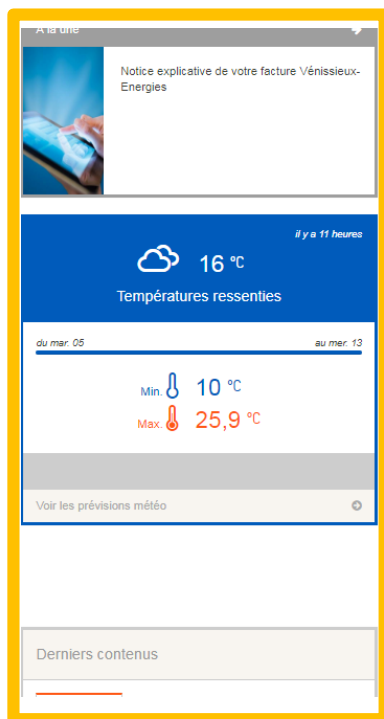 A la une
Notice explicative de votre facture Vénissieux-
Energies
il y a 11 heures
16 °C
Températures ressenties
du mar. 05 au mer. 13
Min. 10 °C
Max. 25,9 °C
Voir les prévisions météo
Derniers contenus